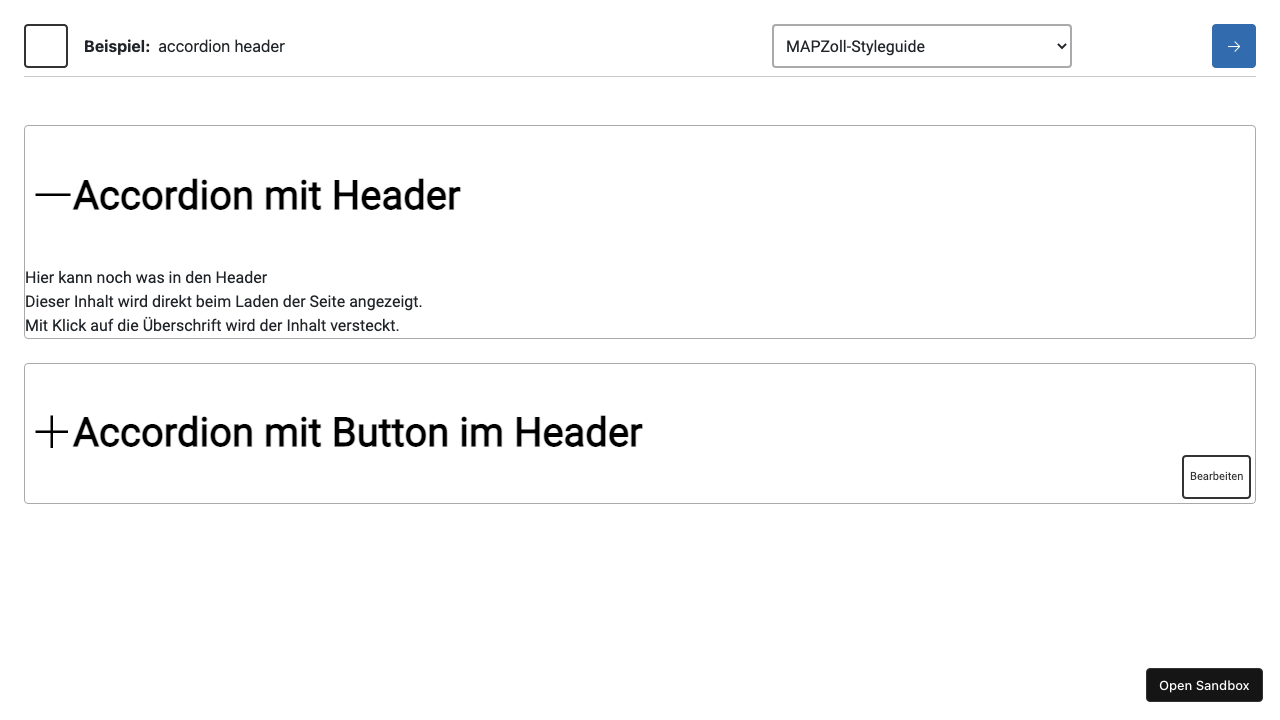 Beispiel: accordion header
MAPZoll-Styleguide
Accordion mit Header
Hier kann noch was in den Header
Dieser Inhalt wird direkt beim Laden der Seite angezeigt.
Mit Klick auf die Überschrift wird der Inhalt versteckt.
Accordion mit Button im Header
Bearbeiten
Open Sandbox